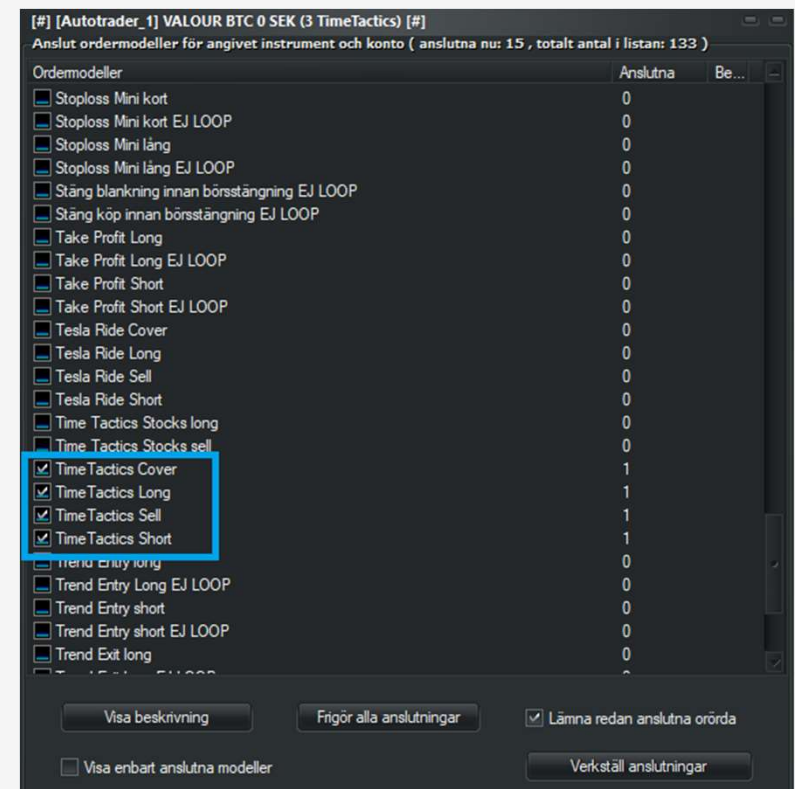 [#] [Autotrader_1] VALOUR BTC 0 SEK (3 TimeTactics) [#]
Anslut ordermodeller för angivet instrument och konto ( anslutna nu: 15 , totalt antal i listan: 133 )
Ordermodeller Anslutna Be...
Stoploss Mini kort 0
Stoploss Mini kort EJ LOOP 0
Stoploss Mini lång 0
Stoploss Mini lång EJ LOOP 0
Stäng blankning innan börsstängning EJ LOOP 0
Stäng köp innan börsstängning EJ LOOP 0
Take Profit Long 0
Take Profit Long EJ LOOP 0
Take Profit Short 0
Take Profit Short EJ LOOP 0
Tesla Ride Cover 0
Tesla Ride Long 0
Tesla Ride Sell 0
Tesla Ride Short 0
Time Tactics Stocks long 0
Time Tactics Stocks sell 0
TimeTactics Cover 1
TimeTactics Long 1
TimeTactics Sell 1
TimeTactics Short 1
Trend Entry long 0
Trend Entry Long EJ LOOP 0
Trend Entry short 0
Trend Entry short EJ LOOP 0
Trend Exit long 0
Visa beskrivning Frigör alla anslutningar Lämna redan anslutna orörda
Visa enbart anslutna modeller Verkställ anslutningar